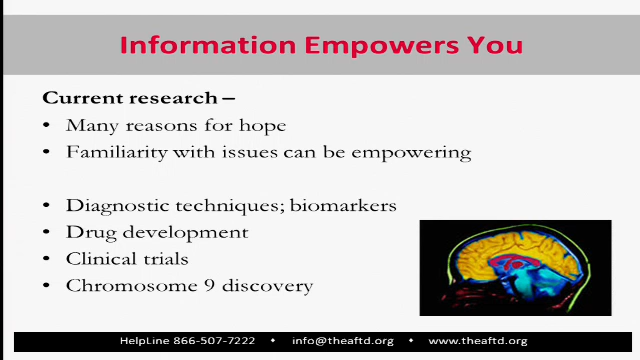 Information Empowers You
Current research –
• Many reasons for hope
• Familiarity with issues can be empowering
• Diagnostic techniques; biomarkers
• Drug development
• Clinical trials
• Chromosome 9 discovery
HelpLine 866-507-7222 • info@theaftd.org • www.theaftd.org